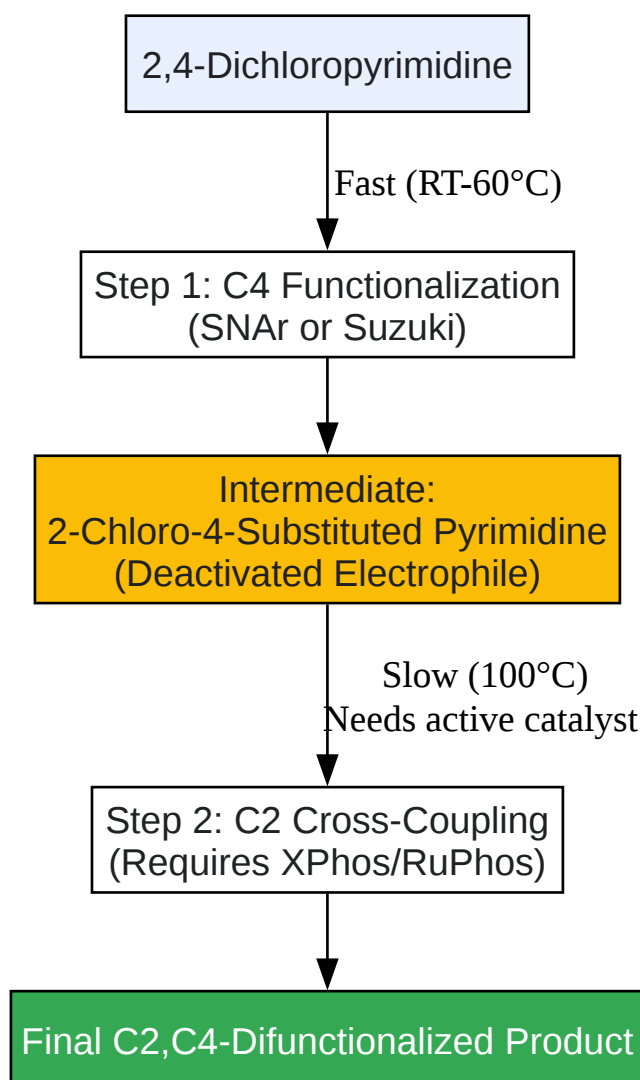 2,4-Dichloropyrimidine
Fast (RT-60°C)
Step 1: C4 Functionalization
(SNAr or Suzuki)
Intermediate:
2-Chloro-4-Substituted Pyrimidine
(Deactivated Electrophile)
Slow (100°C)
Needs active catalyst
Step 2: C2 Cross-Coupling
(Requires XPhos/RuPhos)
Final C2,C4-Difunctionalized Product